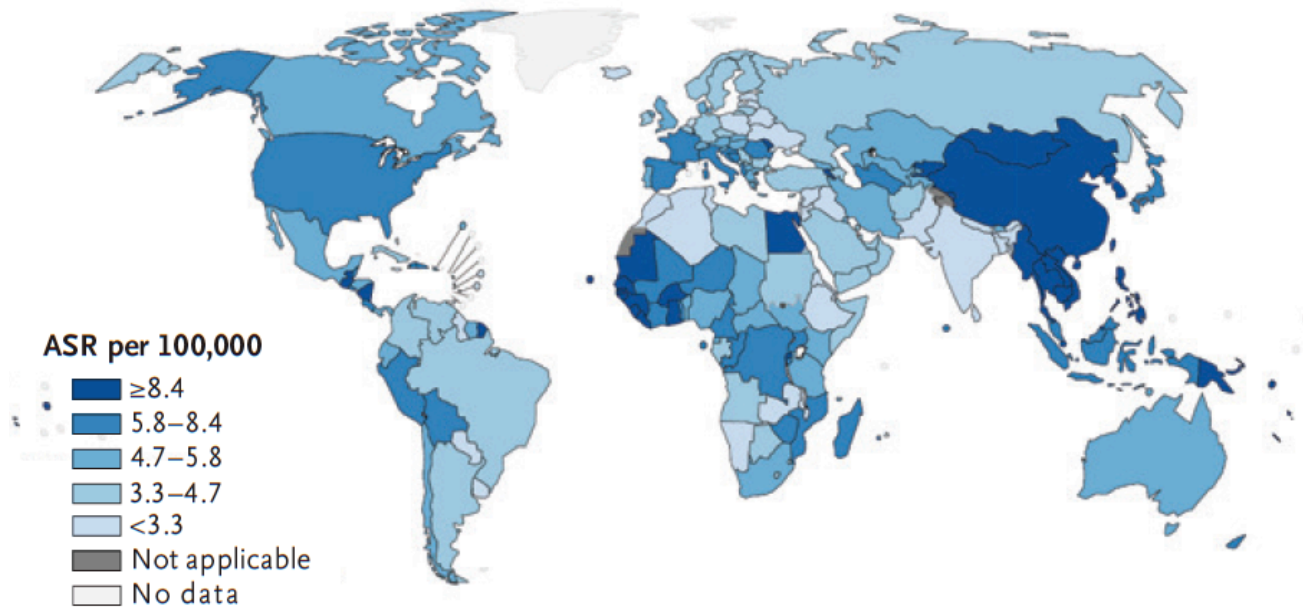 ASR per 100,000
≥8.4
5.8–8.4
4.7–5.8
3.3–4.7
<3.3
Not applicable
No data